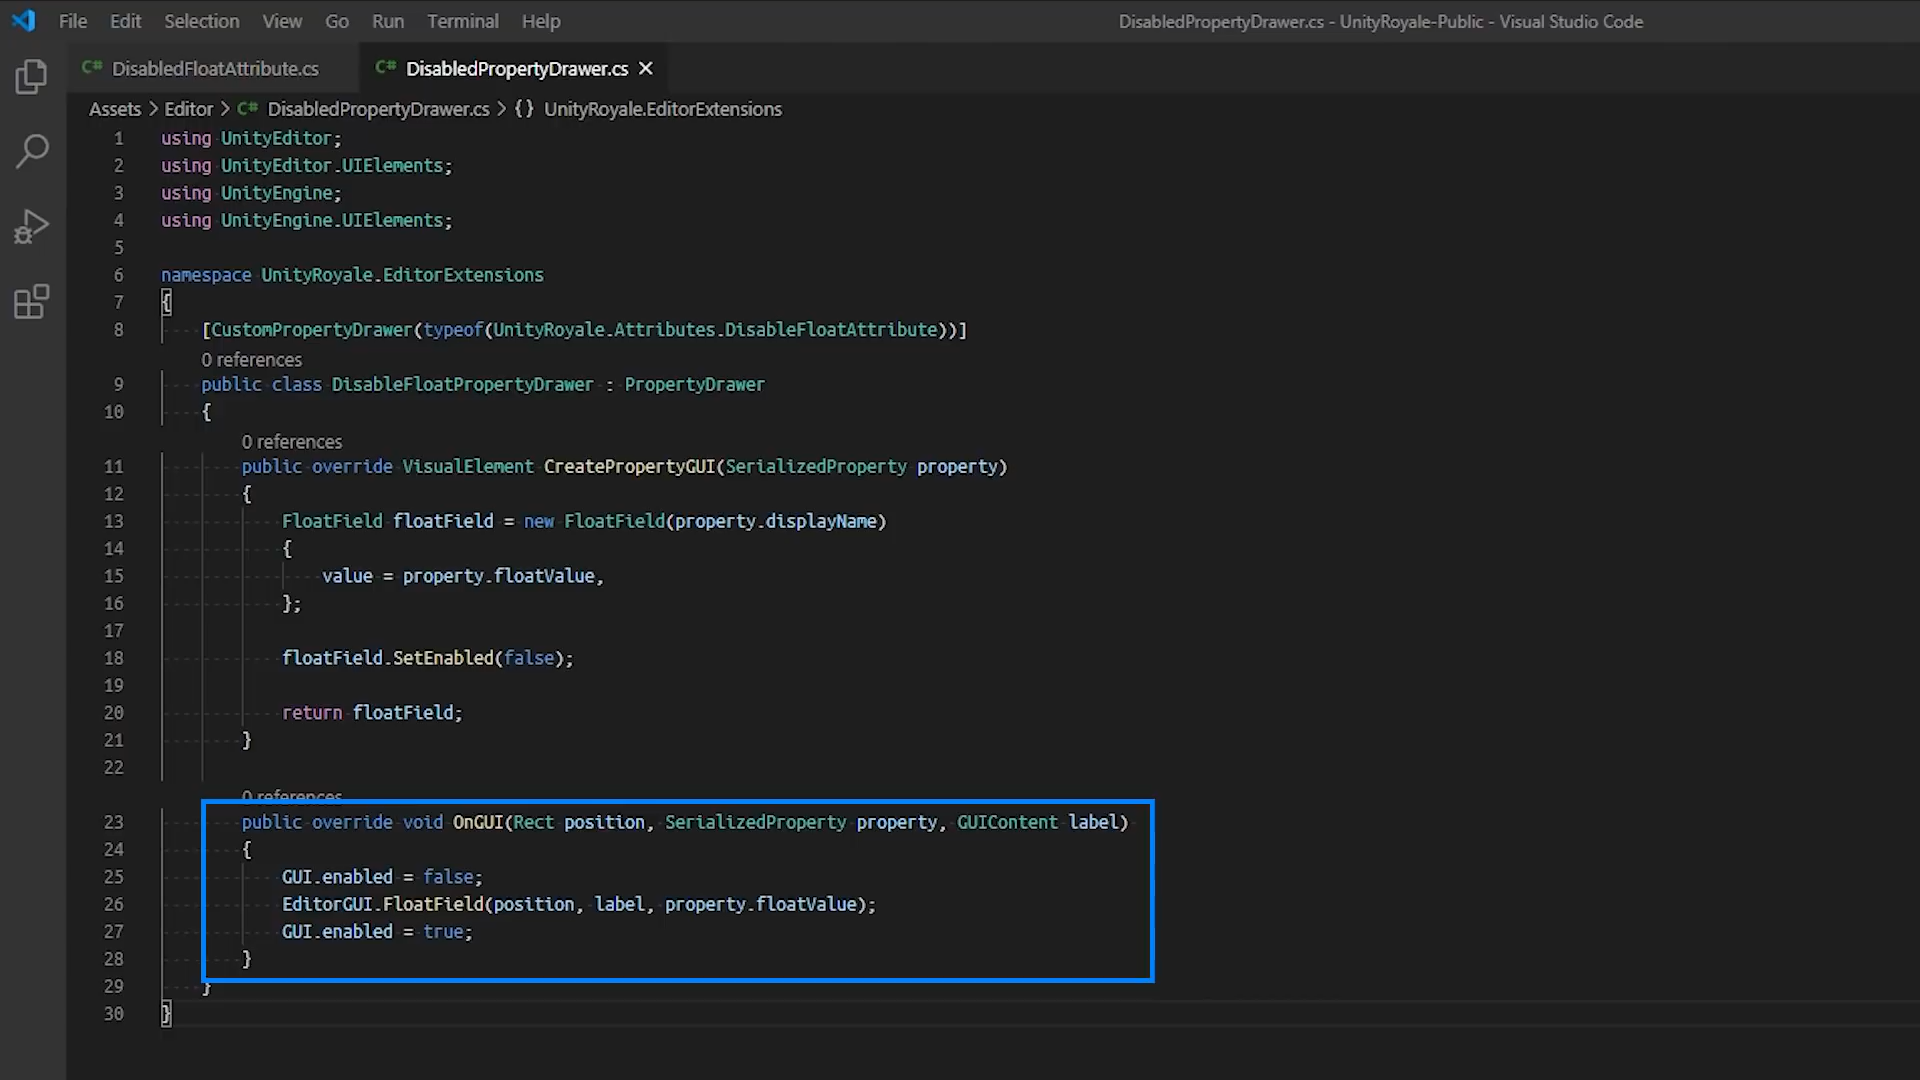 File Edit Selection View Go Run Terminal Help DisabledPropertyDrawer.cs - UnityRoyale-Public - Visual Studio Code
C# DisabledFloatAttribute.cs C# DisabledPropertyDrawer.cs
Assets > Editor > C# DisabledPropertyDrawer.cs > {} UnityRoyale.EditorExtensions
1 using UnityEditor;
2 using UnityEditor.UIElements;
3 using UnityEngine;
4 using UnityEngine.UIElements;
5
6 namespace UnityRoyale.EditorExtensions
7 {
8 [CustomPropertyDrawer(typeof(UnityRoyale.Attributes.DisableFloatAttribute))]
0 references
9 public class DisableFloatPropertyDrawer : PropertyDrawer
10 {
0 references
11 public override VisualElement CreatePropertyGUI(SerializedProperty property)
12 {
13 FloatField floatField = new FloatField(property.displayName)
14 {
15 value = property.floatValue,
16 };
17
18 floatField.SetEnabled(false);
19
20 return floatField;
21 }
22
0 references
23 public override void OnGUI(Rect position, SerializedProperty property, GUIContent label)
24 {
25 GUI.enabled = false;
26 EditorGUI.FloatField(position, label, property.floatValue);
27 GUI.enabled = true;
28 }
29 }
30 }